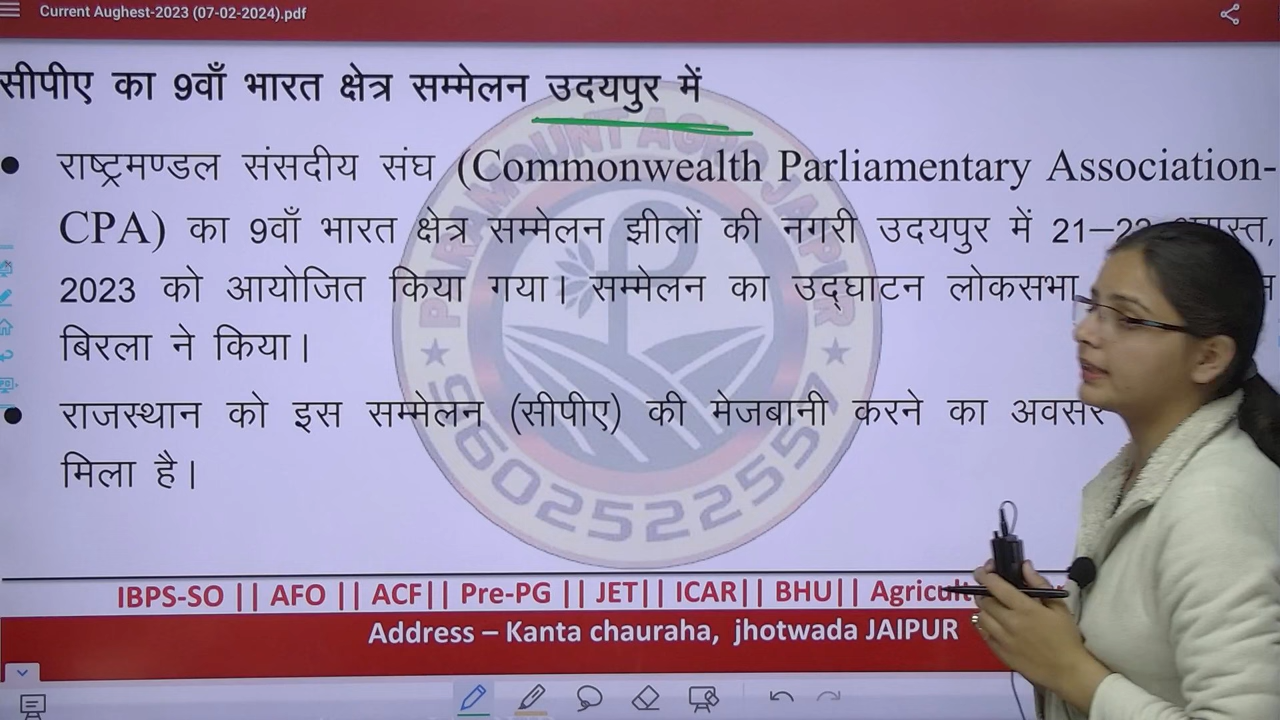 Current Aughest-2023 (07-02-2024).pdf
सीपीए का 9वाँ भारत क्षेत्र सम्मेलन उदयपुर में
● राष्ट्रमण्डल संसदीय संघ (Commonwealth Parliamentary Association-
CPA) का 9वाँ भारत क्षेत्र सम्मेलन झीलों की नगरी उदयपुर में 21–22
2023 को आयोजित किया गया। सम्मेलन का उद्घाटन लोकसभा
बिरला ने किया।
● राजस्थान को इस सम्मेलन (सीपीए) की मेजबानी करने का अवसर
मिला है।
PARAMOUNT AGRO JAIPUR
IBPS-SO || AFO || ACF|| Pre-PG || JET|| ICAR|| BHU||
Address – Kanta chauraha, jhotwada JAIPUR